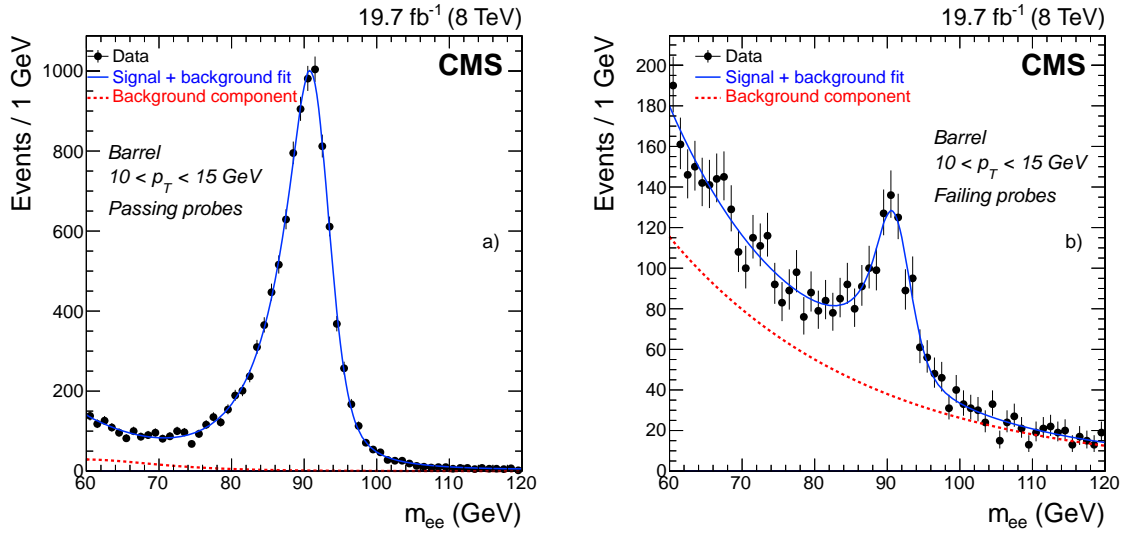 19.7 fb⁻¹ (8 TeV)
Events / 1 GeV
1000
800
600
400
200
0
Data
Signal + background fit
Background component
CMS
Barrel
10 < p_T < 15 GeV
Passing probes
a)
60 70 80 90 100 110 120
m_ee (GeV)
19.7 fb⁻¹ (8 TeV)
Events / 1 GeV
200
180
160
140
120
100
80
60
40
20
0
Data
Signal + background fit
Background component
CMS
Barrel
10 < p_T < 15 GeV
Failing probes
b)
60 70 80 90 100 110 120
m_ee (GeV)